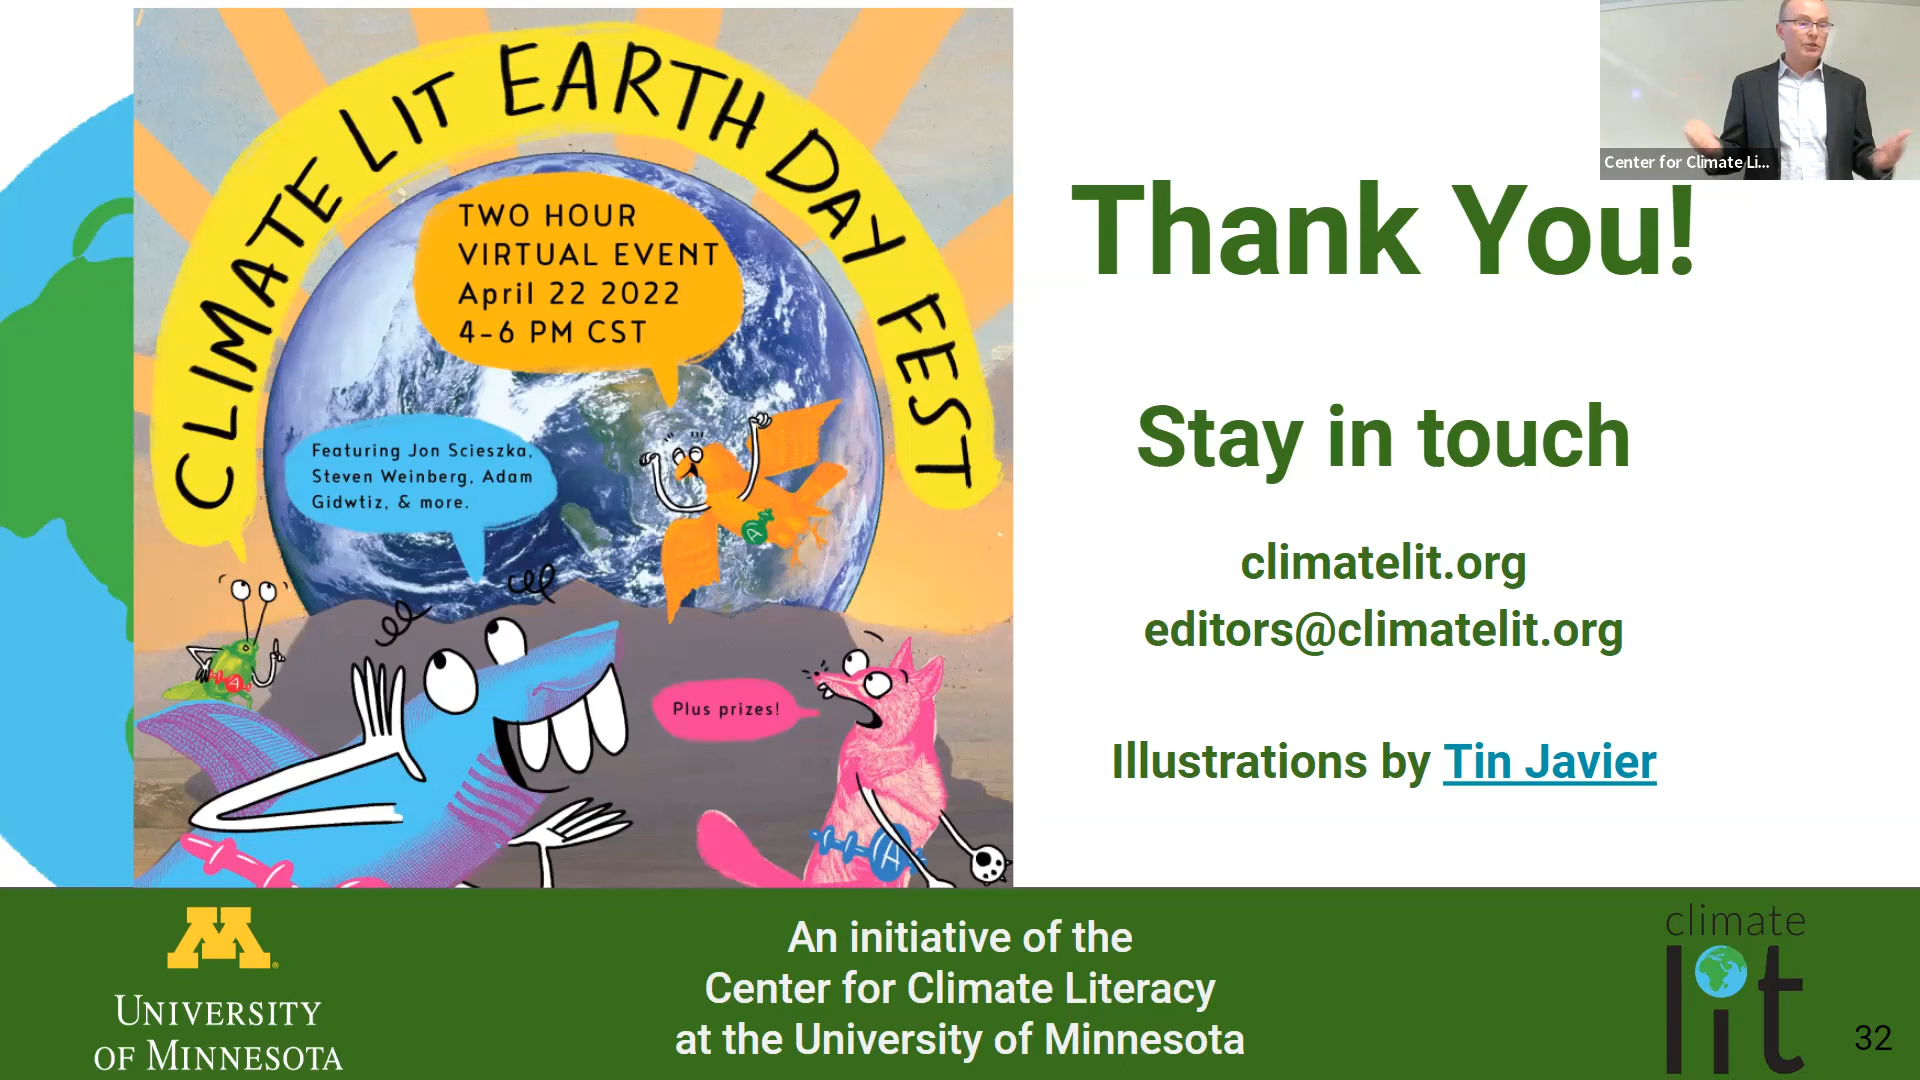 CLIMATE LIT EARTH DAY FEST
TWO HOUR
VIRTUAL EVENT
April 22 2022
4-6 PM CST
Featuring Jon Scieszka,
Steven Weinberg, Adam
Gidwtiz, & more.
Plus prizes!
A
A
A
Center for Climate Li...
Thank You!
Stay in touch
climatelit.org
editors@climatelit.org
Illustrations by Tin Javier
M
UNIVERSITY
OF MINNESOTA
An initiative of the
Center for Climate Literacy
at the University of Minnesota
climate
lit
32